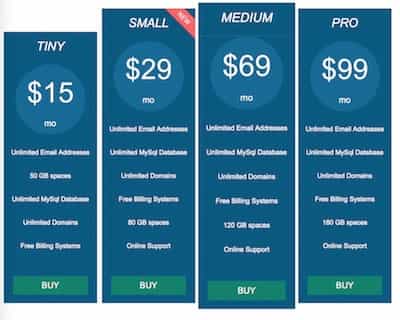 TINY
$15
mo
Unlimited Email Addresses
50 GB spaces
Unlimited MySql Database
Unlimited Domains
Free Billing Systems
BUY
SMALL
NEW
$29
mo
Unlimited Email Addresses
Unlimited MySql Database
Unlimited Domains
Free Billing Systems
80 GB spaces
Online Support
BUY
MEDIUM
$69
mo
Unlimited Email Addresses
Unlimited MySql Database
Unlimited Domains
Free Billing Systems
120 GB spaces
Online Support
BUY
PRO
$99
mo
Unlimited Email Addresses
Unlimited MySql Database
Unlimited Domains
Free Billing Systems
160 GB spaces
Online Support
BUY